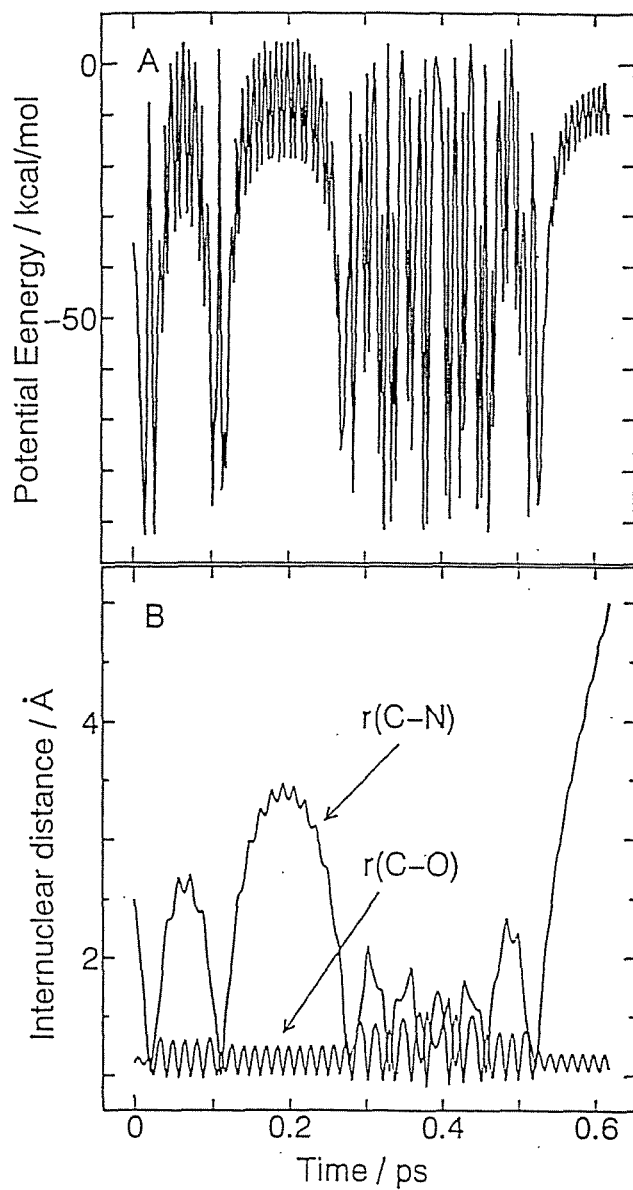 A
0
-50
Potential Eenergy / kcal/mol
B
r(C-N)
r(C-O)
4
2
Internuclear distance / Å
0 0.2 0.4 0.6
Time / ps